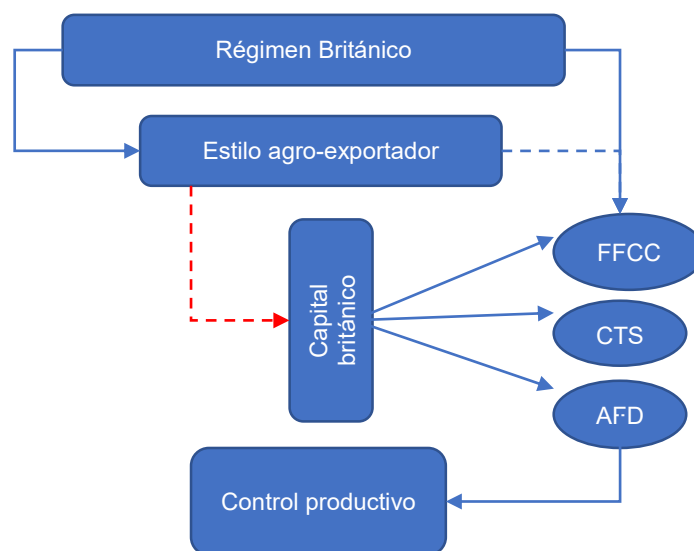 Régimen Británico
Estilo agro-exportador
Capital
británico
FFCC
CTS
AFD
Control productivo